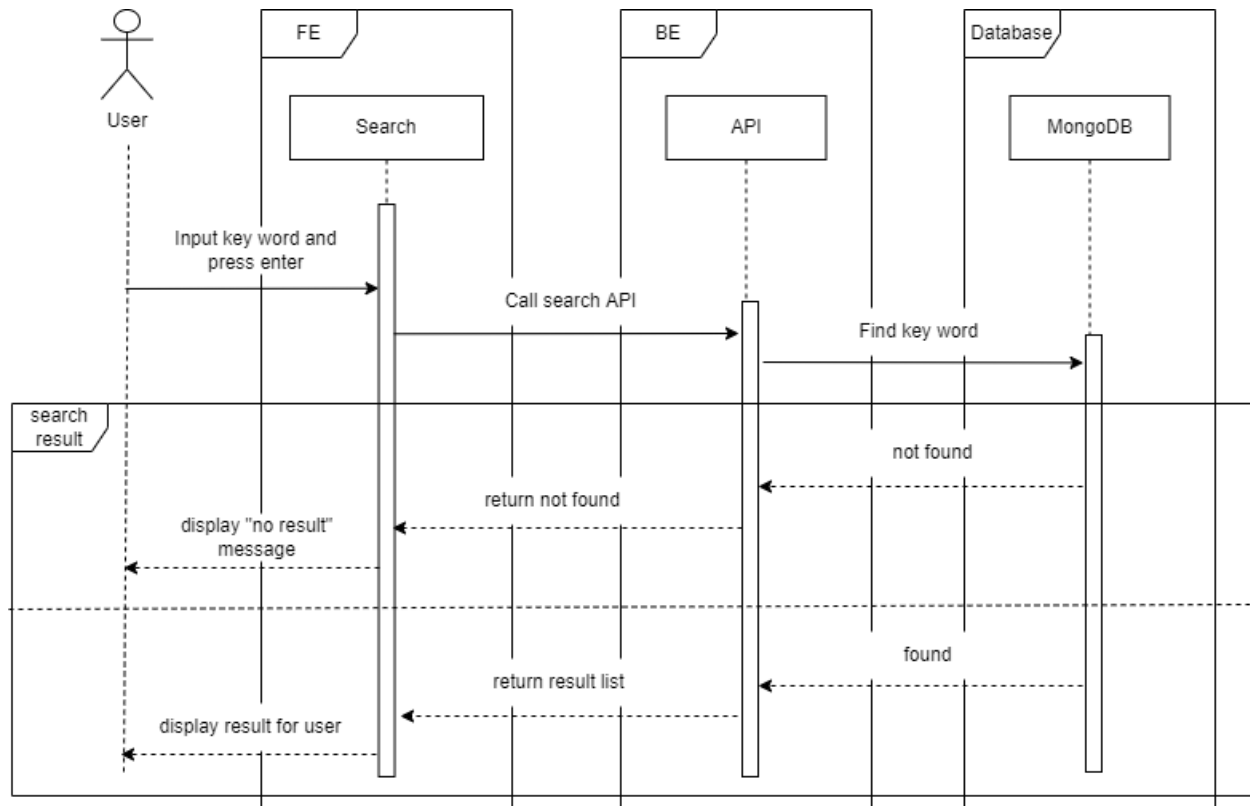 FE
BE
Database
User
Search
API
MongoDB
Input key word and
press enter
Call search API
Find key word
search
result
not found
return not found
display "no result"
message
found
return result list
display result for user